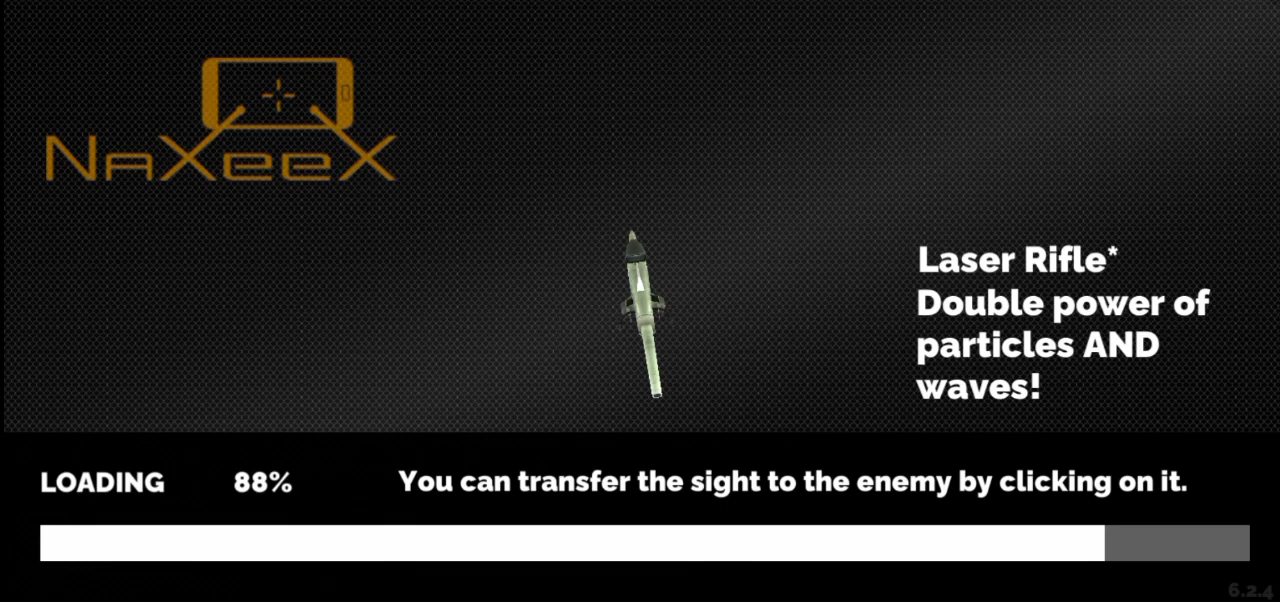 NaXeeX
Laser Rifle*
Double power of
particles AND
waves!
LOADING 88% You can transfer the sight to the enemy by clicking on it.
6.2.4